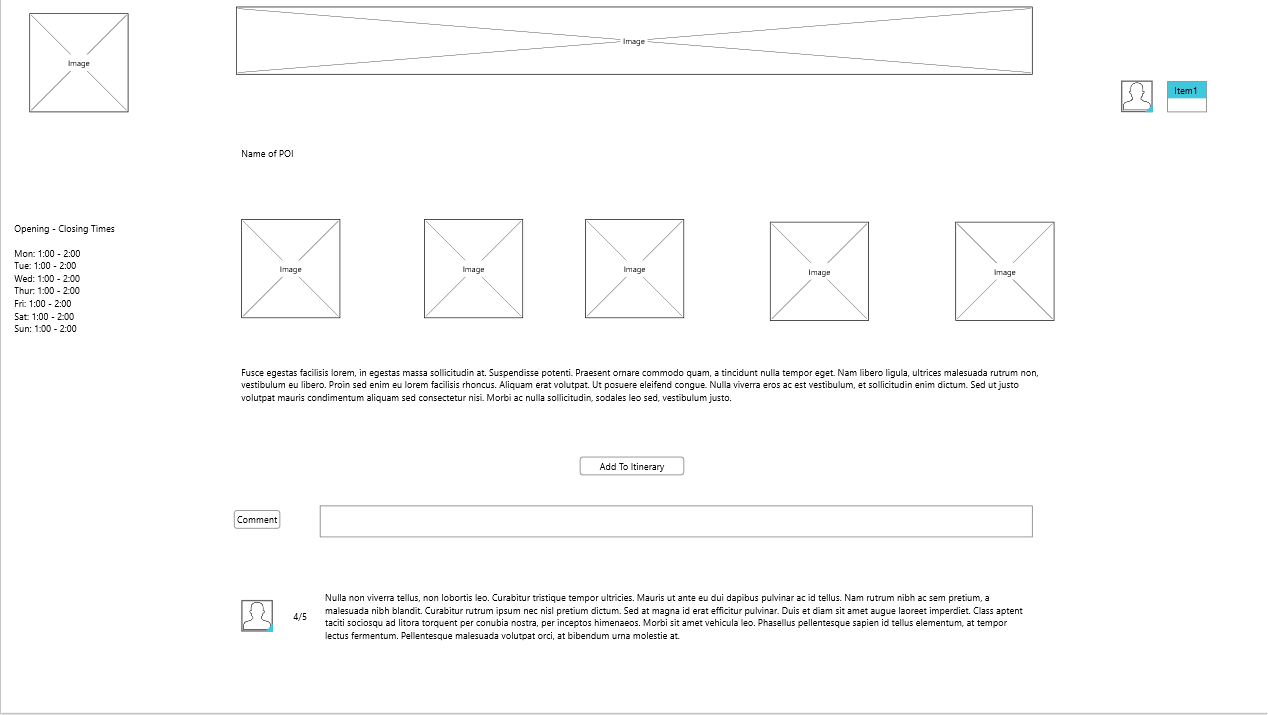 Image
Image
Item1
Name of POI
Opening - Closing Times
Mon: 1:00 - 2:00
Tue: 1:00 - 2:00
Wed: 1:00 - 2:00
Thur: 1:00 - 2:00
Fri: 1:00 - 2:00
Sat: 1:00 - 2:00
Sun: 1:00 - 2:00
Image
Image
Image
Image
Image
Fusce egestas facilisis lorem, in egestas massa sollicitudin at. Suspendisse potenti. Praesent ornare commodo quam, a tincidunt nulla tempor eget. Nam libero ligula, ultrices malesuada rutrum non,
vestibulum eu libero. Proin sed enim eu lorem facilisis rhoncus. Aliquam erat volutpat. Ut posuere eleifend congue. Nulla viverra eros ac est vestibulum, et sollicitudin enim dictum. Sed ut justo
volutpat mauris condimentum aliquam sed consectetur nisi. Morbi ac nulla sollicitudin, sodales leo sed, vestibulum justo.
Add To Itinerary
Comment
4/5
Nulla non viverra tellus, non lobortis leo. Curabitur tristique tempor ultricies. Mauris ut ante eu dui dapibus pulvinar ac id tellus. Nam rutrum nibh ac sem pretium, a
malesuada nibh blandit. Curabitur rutrum ipsum nec nisl pretium dictum. Sed at magna id erat efficitur pulvinar. Duis et diam sit amet augue laoreet imperdiet. Class aptent
taciti sociosqu ad litora torquent per conubia nostra, per inceptos himenaeos. Morbi sit amet vehicula leo. Phasellus pellentesque sapien id tellus elementum, at tempor
lectus fermentum. Pellentesque malesuada volutpat orci, at bibendum urna molestie at.